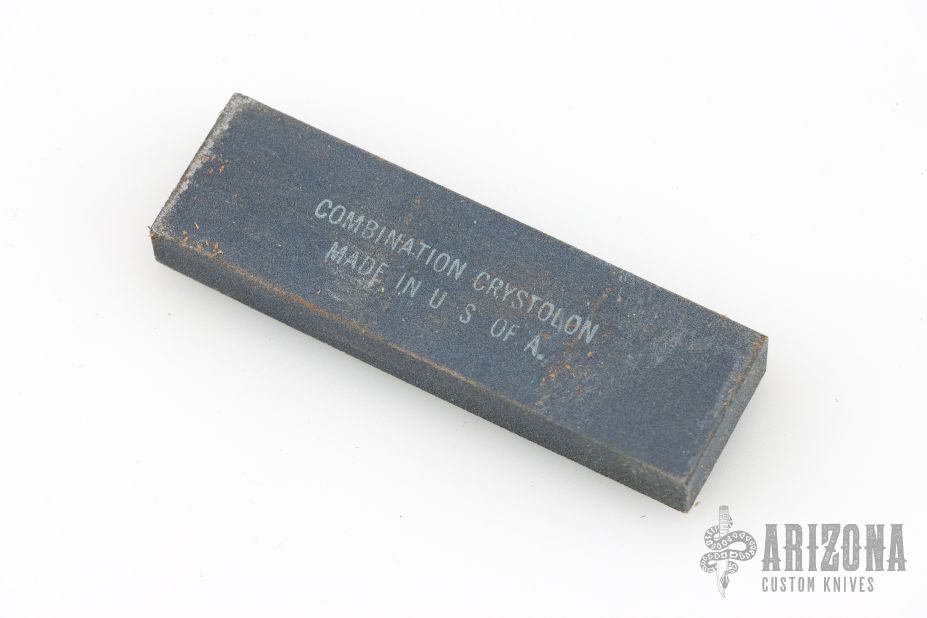 COMBINATION CRYSTOLON
MADE IN U S OF A.
ARIZONA
CUSTOM KNIVES